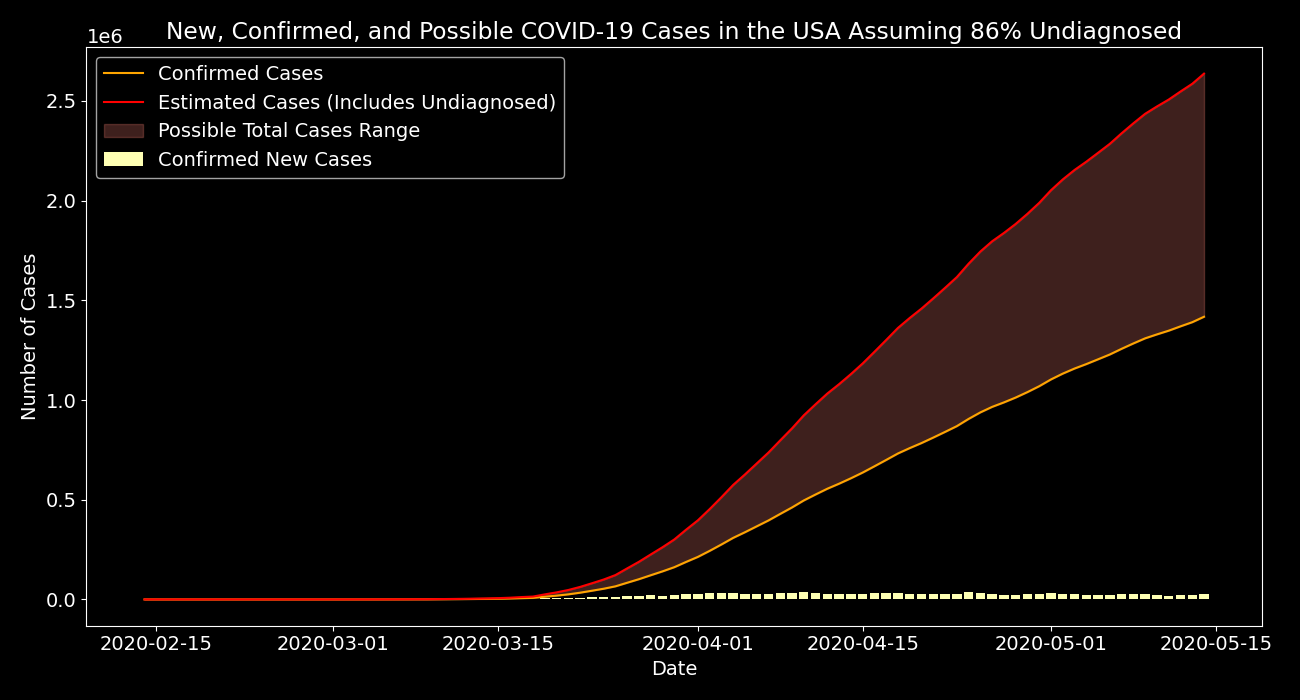 New, Confirmed, and Possible COVID-19 Cases in the USA Assuming 86% Undiagnosed
1e6
Confirmed Cases
Estimated Cases (Includes Undiagnosed)
Possible Total Cases Range
Confirmed New Cases
Number of Cases
2.5
2.0
1.5
1.0
0.5
0.0
2020-02-15 2020-03-01 2020-03-15 2020-04-01 2020-04-15 2020-05-01 2020-05-15
Date